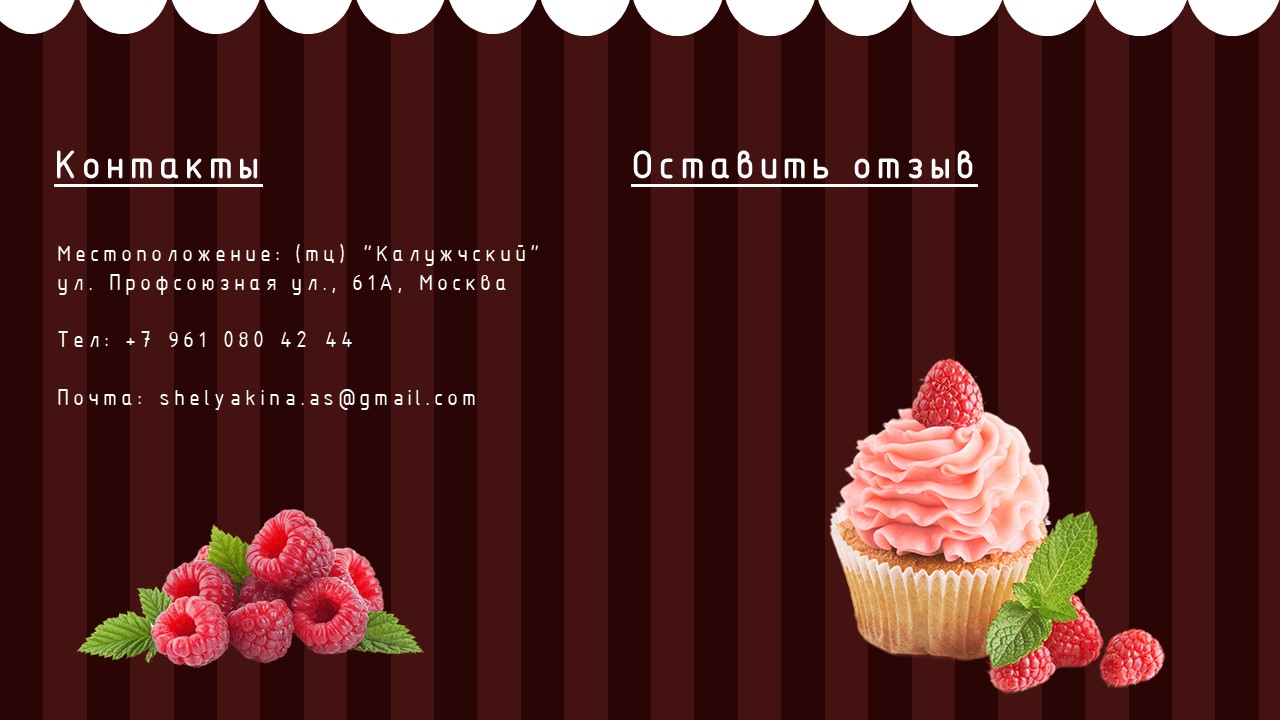 Контакты
Оставить отзыв
Местоположение: (тц) "Калужчский"
ул. Профсоюзная ул., 61А, Москва
Тел: +7 961 080 42 44
Почта: shelyakina.as@gmail.com